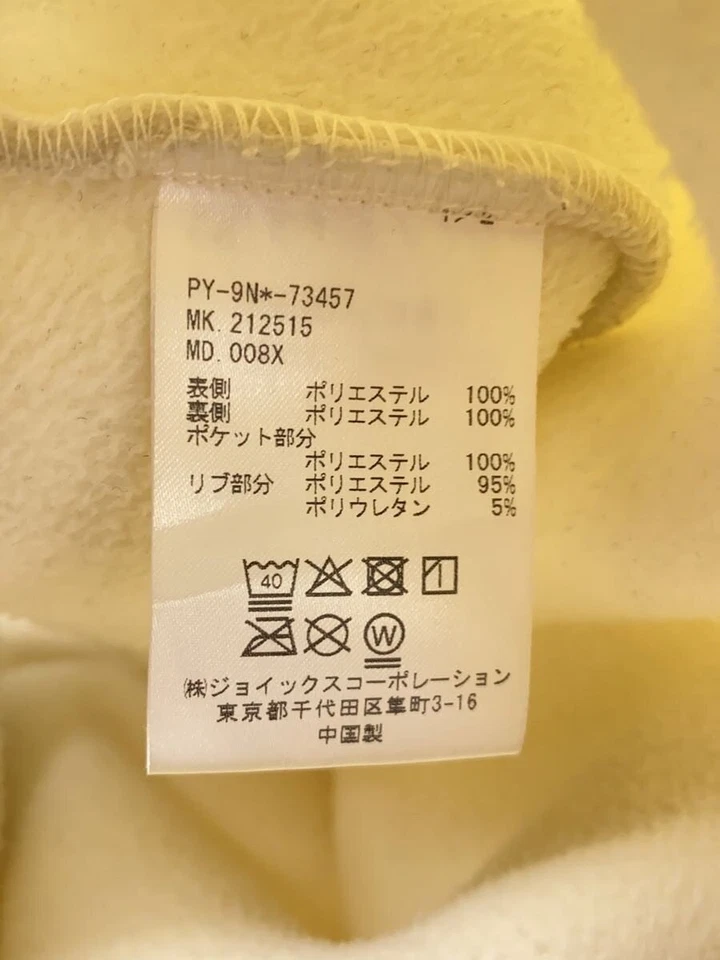 PY-9N*-73457
MK. 212515
MD. 008X
表側 ポリエステル 100%
裏側 ポリエステル 100%
ポケット部分
ポリエステル 100%
リブ部分 ポリエステル 95%
ポリウレタン 5%
40
W
㈱ジョイックスコーポレーション
東京都千代田区隼町3-16
中国製